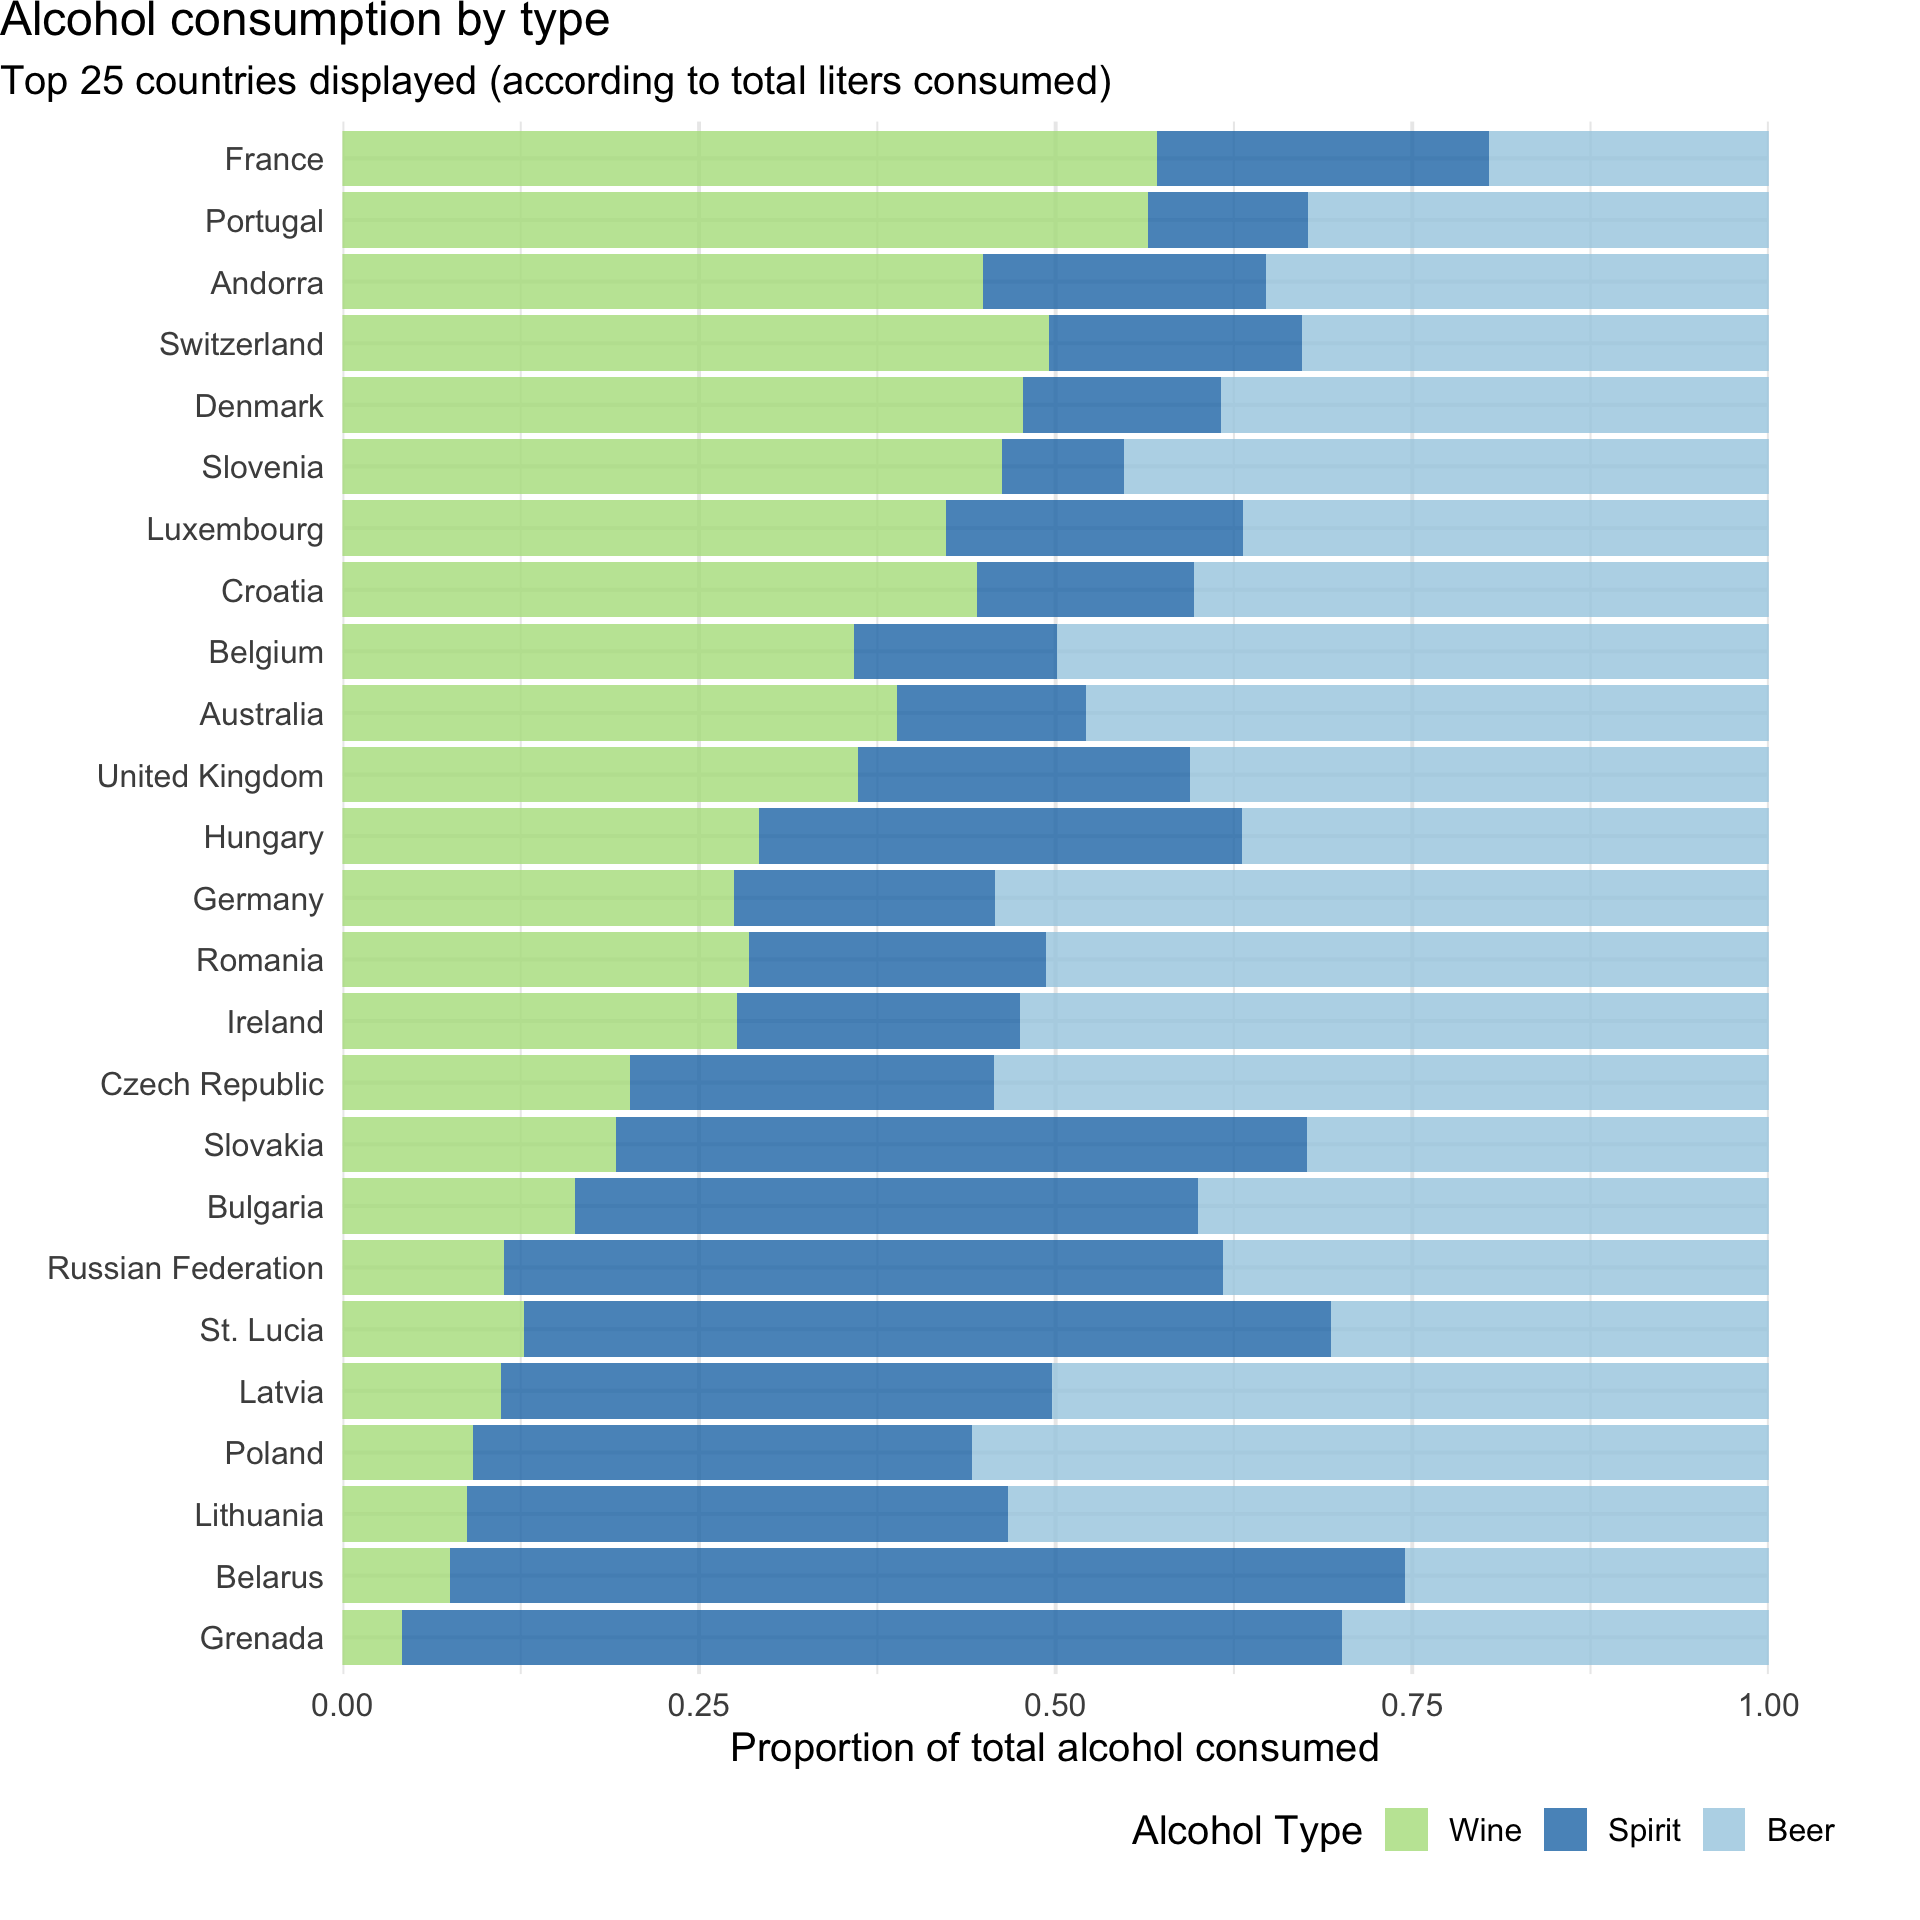 Alcohol consumption by type
Top 25 countries displayed (according to total liters consumed)
France
Portugal
Andorra
Switzerland
Denmark
Slovenia
Luxembourg
Croatia
Belgium
Australia
United Kingdom
Hungary
Germany
Romania
Ireland
Czech Republic
Slovakia
Bulgaria
Russian Federation
St. Lucia
Latvia
Poland
Lithuania
Belarus
Grenada
0.00 0.25 0.50 0.75 1.00
Proportion of total alcohol consumed
Alcohol Type Wine Spirit Beer